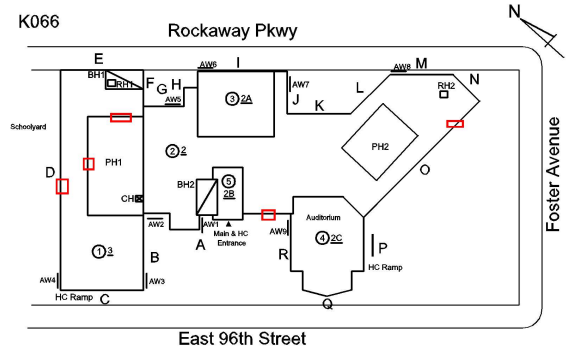 K066
N
Rockaway Pkwy
E
AW6
I
AW8
M
BH1
RH1
F
G
H
AW5
AW7
J
K
L
N
RH2
3 2A
Schoolyard
D
PH1
2 2
PH2
O
CH
BH2
5
2B
AW2
A
AW1
Main & HC
Entrance
AW9
Auditorium
4 2C
1 3
B
R
P
HC Ramp
AW4
AW3
HC Ramp
C
Q
Foster Avenue
East 96th Street